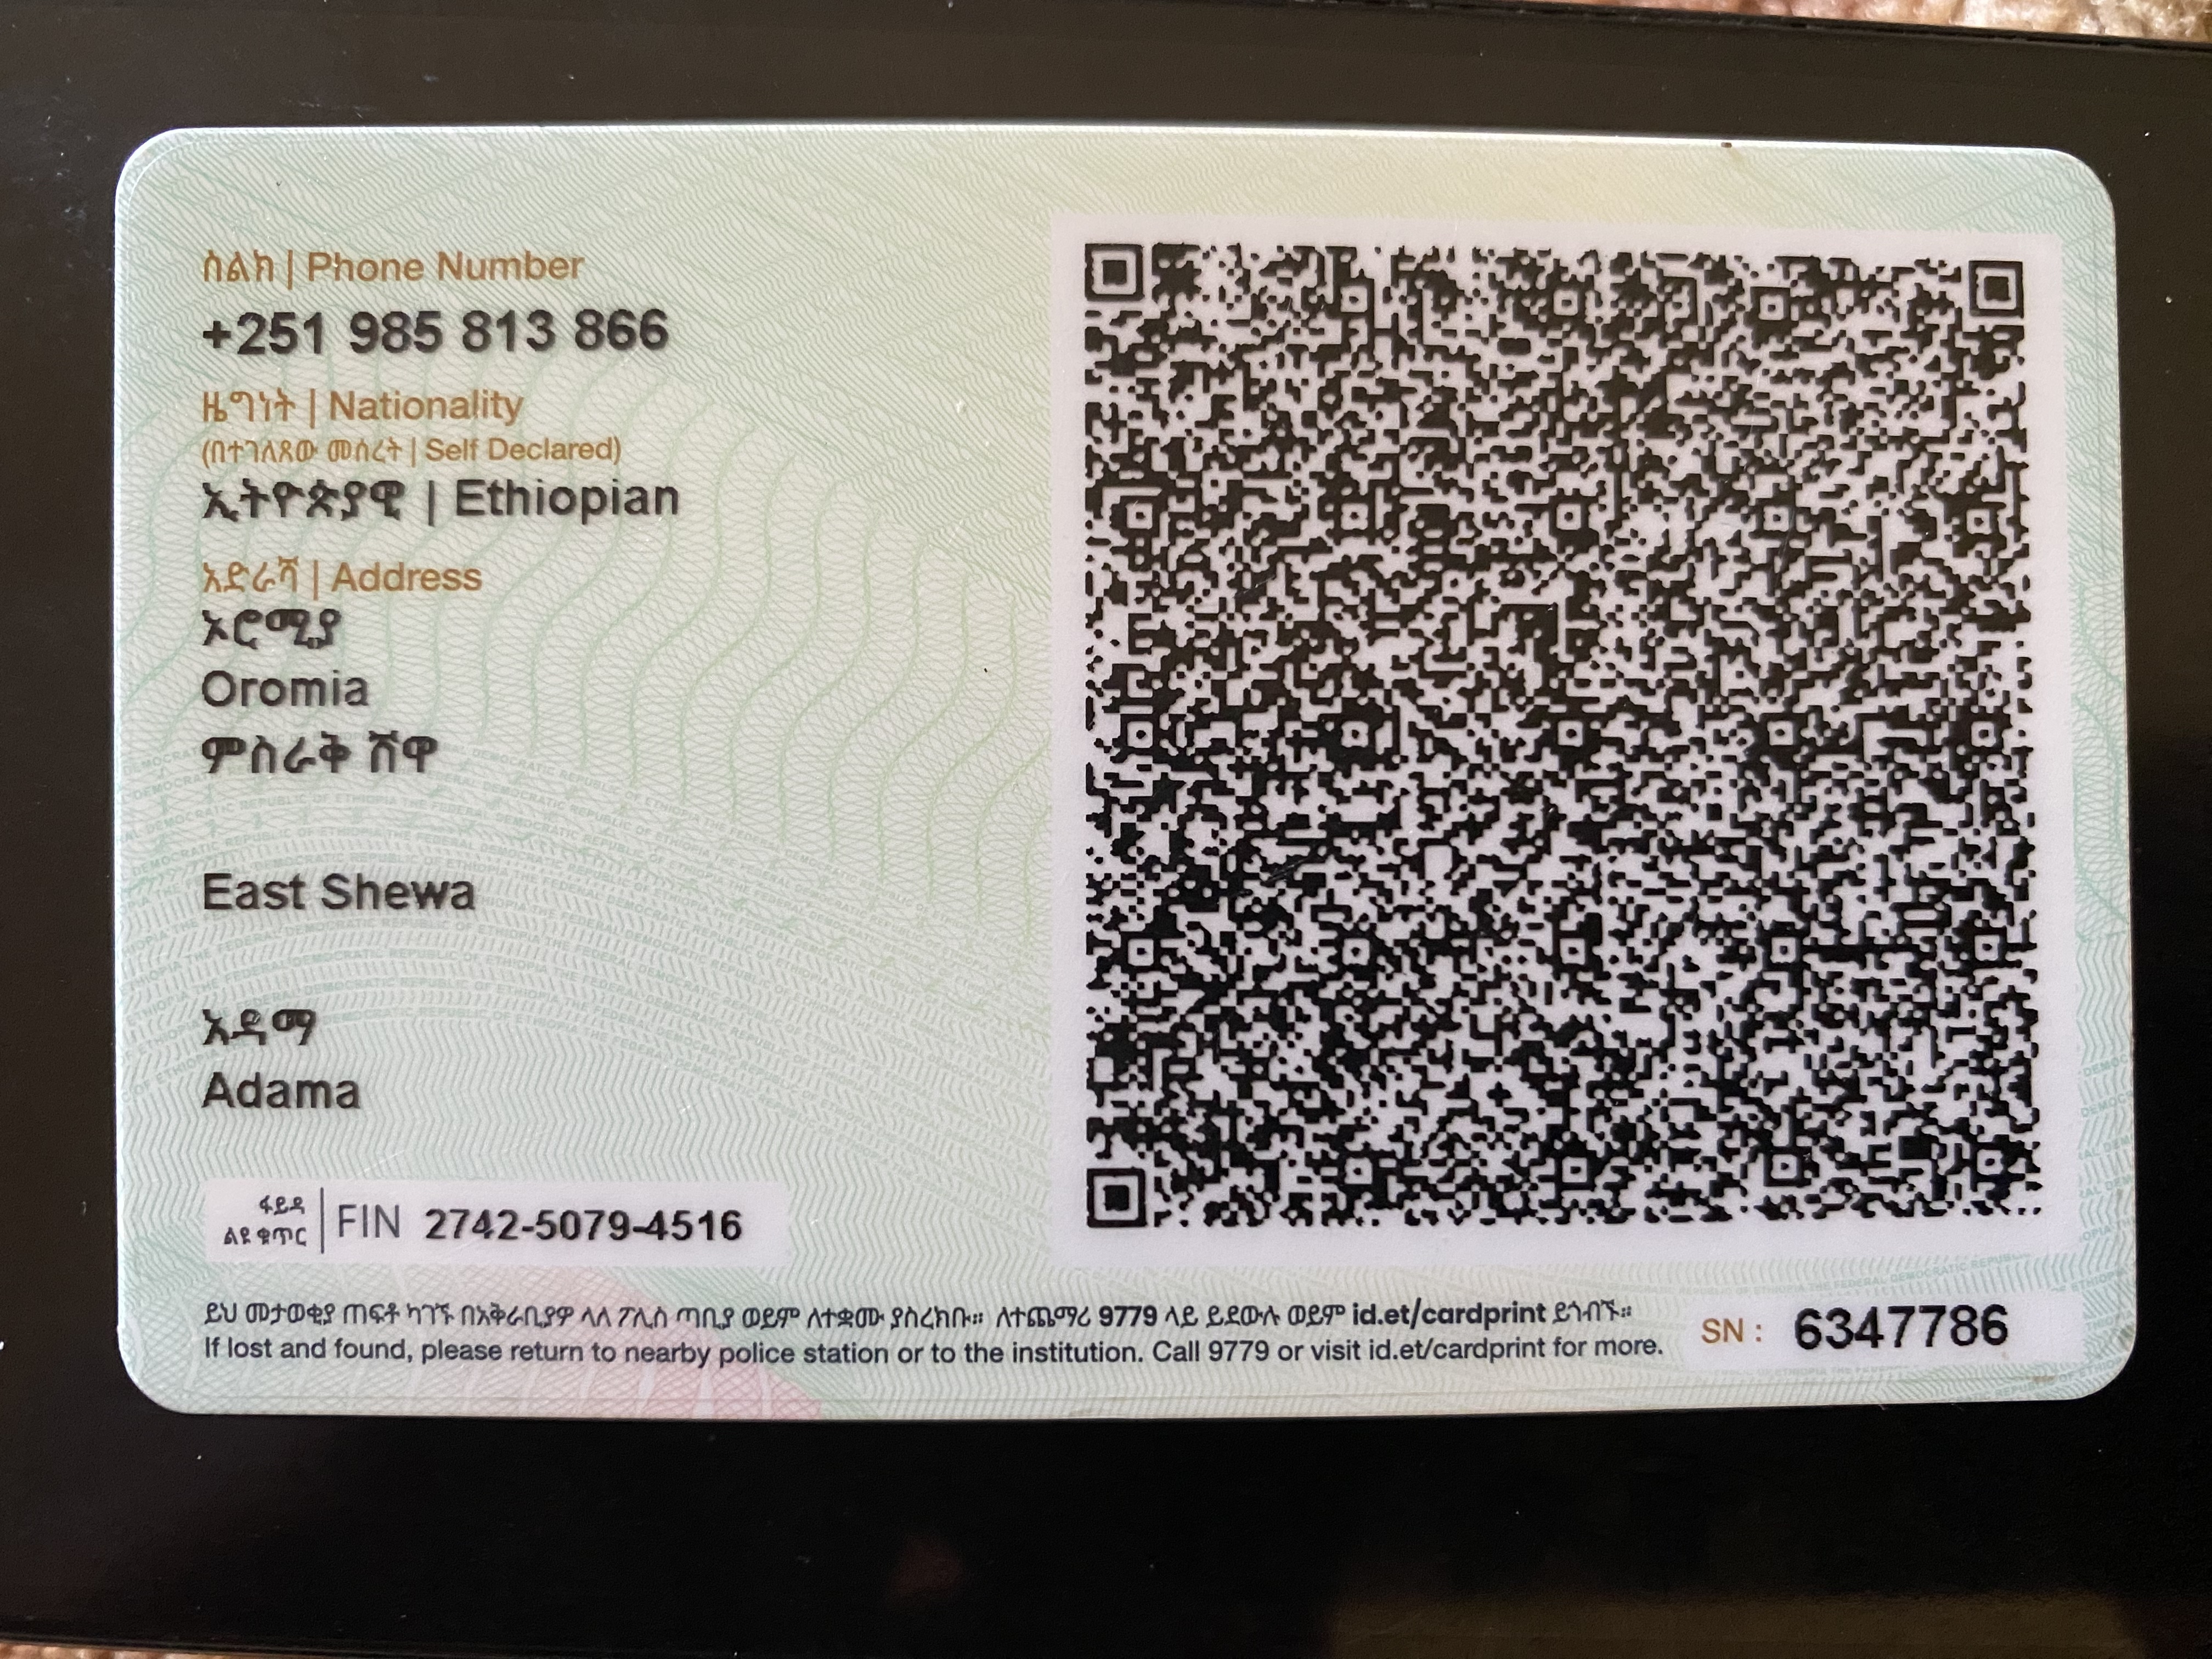 ስልክ | Phone Number
+251 985 813 866
ዜግነት | Nationality
(በተገለጸው መሰረት | Self Declared)
ኢትዮጵያዊ | Ethiopian
አድራሻ | Address
ኦሮሚያ
Oromia
ምስራቅ ሸዋ
East Shewa
አዳማ
Adama
ፋይዳ
ልዩ ቁጥር | FIN 2742-5079-4516
ይህ መታወቂያ ጠፍቶ ካገኙ በአቅራቢያዎ ላለ ፖሊስ ጣቢያ ወይም ለተቋሙ ያስረክቡ። ለተጨማሪ 9779 ላይ ይደውሉ ወይም id.et/cardprint ይጎብኙ።
If lost and found, please return to nearby police station or to the institution. Call 9779 or visit id.et/cardprint for more.
SN: 6347786